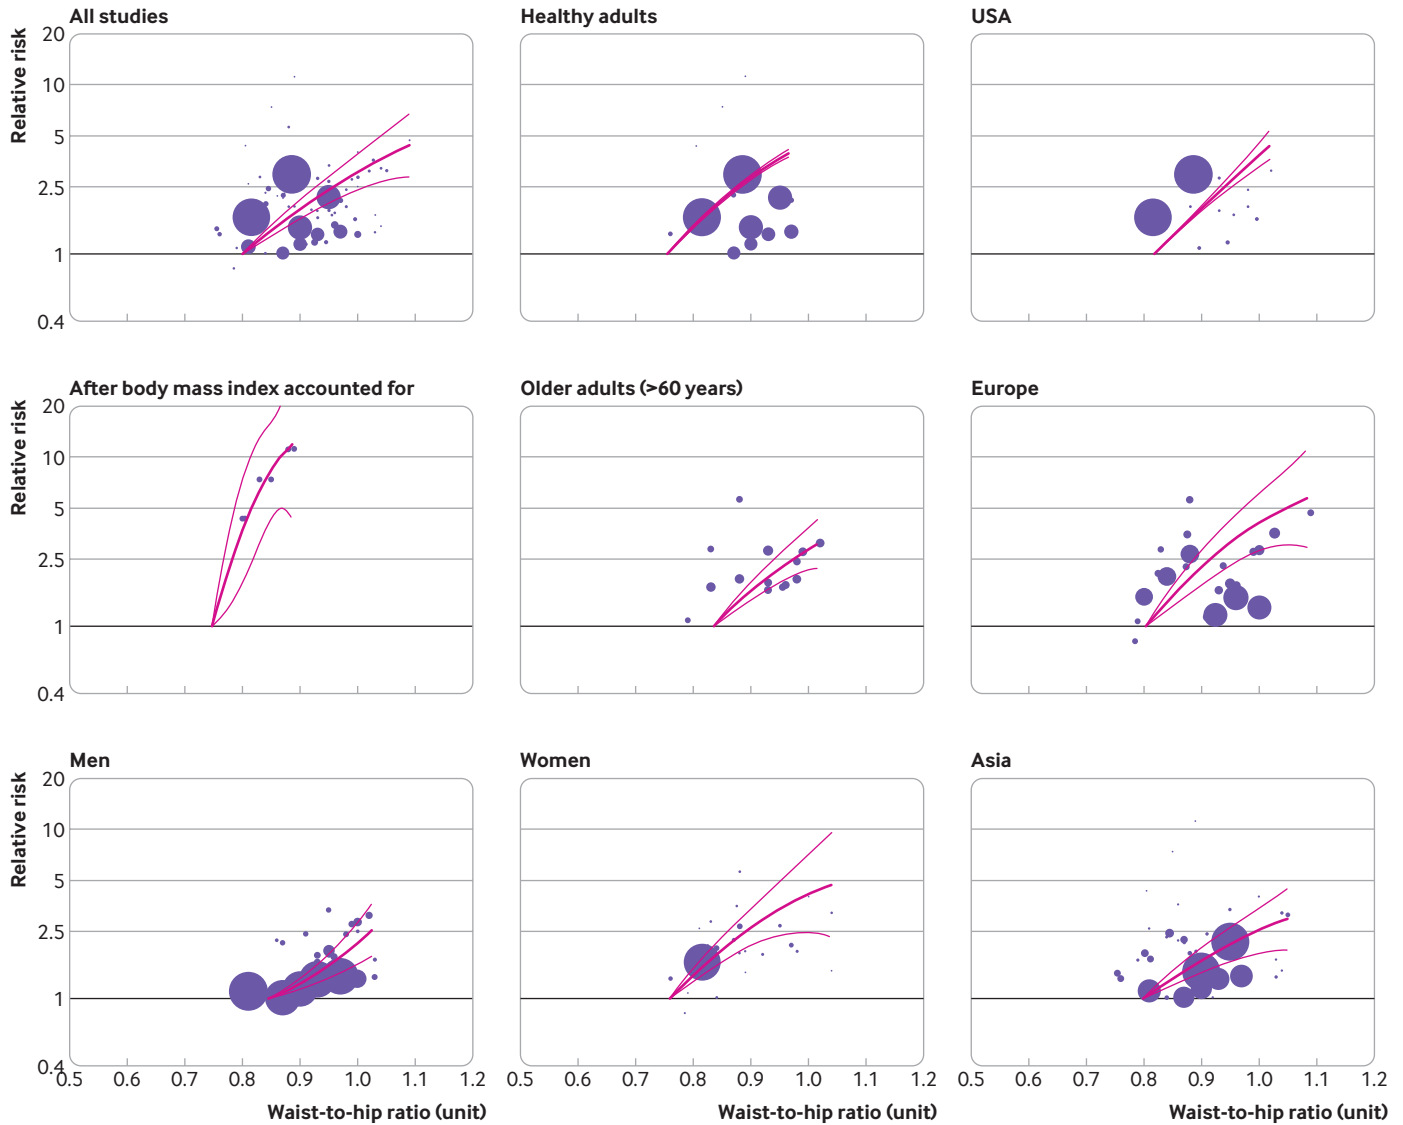 All studies
Healthy adults
USA
Relative risk
20
10
5
2.5
1
0.4
After body mass index accounted for
Older adults (>60 years)
Europe
Relative risk
20
10
5
2.5
1
0.4
Men
Women
Asia
Relative risk
20
10
5
2.5
1
0.4
0.5 0.6 0.7 0.8 0.9 1.0 1.1 1.2
0.5 0.6 0.7 0.8 0.9 1.0 1.1 1.2
0.5 0.6 0.7 0.8 0.9 1.0 1.1 1.2
Waist-to-hip ratio (unit)
Waist-to-hip ratio (unit)
Waist-to-hip ratio (unit)